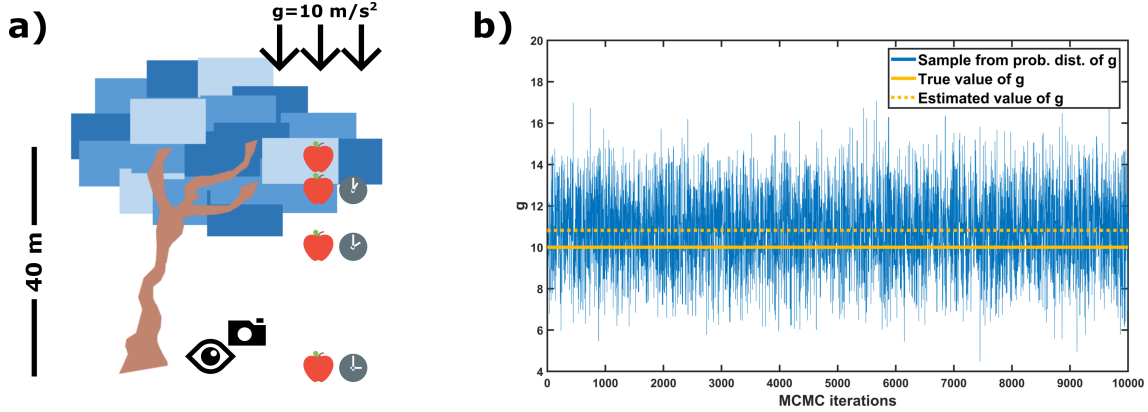 a)
g=10 m/s²
40 m
b)
20
18
16
14
12
10
8
6
4
g
0
1000
2000
3000
4000
5000
6000
7000
8000
9000
10000
MCMC iterations
Sample from prob. dist. of g
True value of g
Estimated value of g